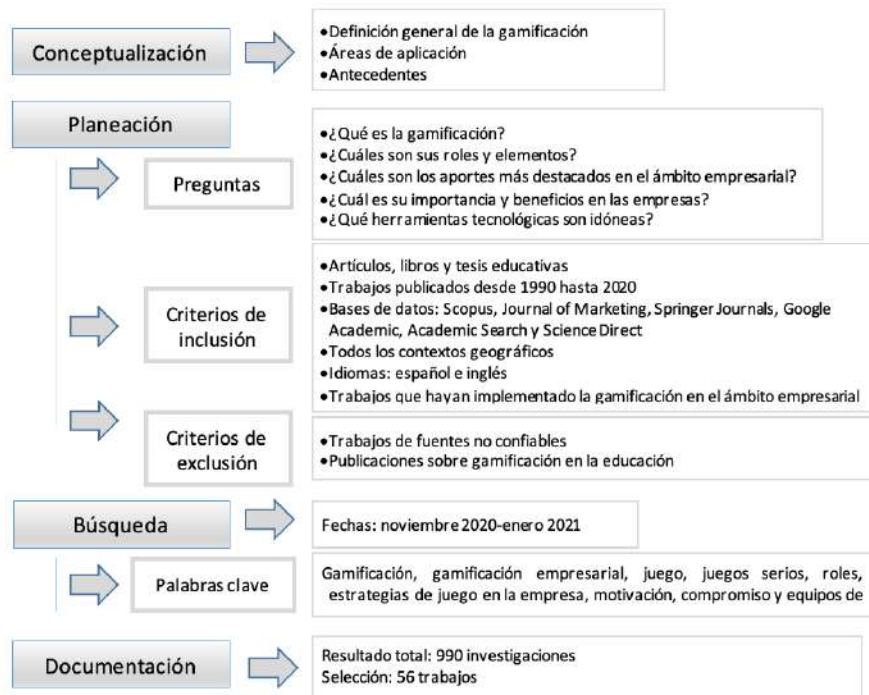 Conceptualización
•Definición general de la gamificación
•Áreas de aplicación
•Antecedentes
Planeación
Preguntas
•¿Qué es la gamificación?
•¿Cuáles son sus roles y elementos?
•¿Cuáles son los aportes más destacados en el ámbito empresarial?
•¿Cuál es su importancia y beneficios en las empresas?
•¿Qué herramientas tecnológicas son idóneas?
Criterios de
inclusión
•Artículos, libros y tesis educativas
•Trabajos publicados desde 1990 hasta 2020
•Bases de datos: Scopus, Journal of Marketing, Springer Journals, Google
Academic, Academic Search y Science Direct
•Todos los contextos geográficos
•Idiomas: español e inglés
•Trabajos que hayan implementado la gamificación en el ámbito empresarial
Criterios de
exclusión
•Trabajos de fuentes no confiables
•Publicaciones sobre gamificación en la educación
Búsqueda
Fechas: noviembre 2020-enero 2021
Palabras clave
Gamificación, gamificación empresarial, juego, juegos serios, roles,
estrategias de juego en la empresa, motivación, compromiso y equipos de
Documentación
Resultado total: 990 investigaciones
Selección: 56 trabajos